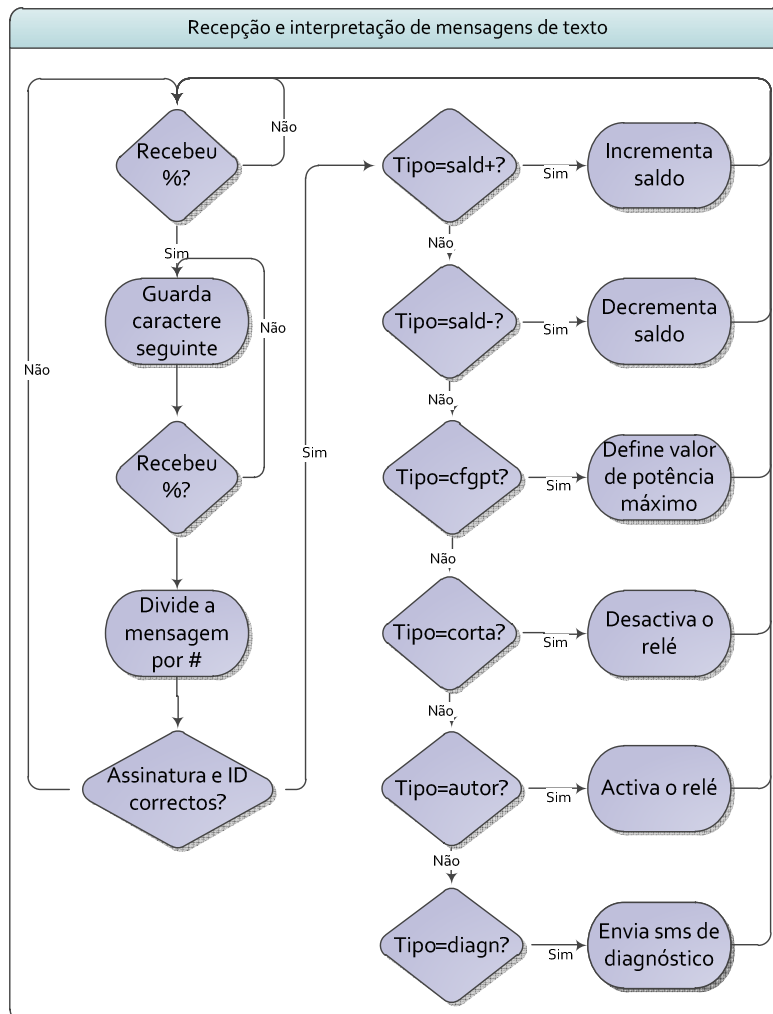 Recepção e interpretação de mensagens de texto
Recebeu
%?
Não
Sim
Guarda
caractere
seguinte
Não
Recebeu
%?
Divide a
mensagem
por #
Assinatura e ID
correctos?
Não
Sim
Tipo=sald+?
Sim
Incrementa
saldo
Não
Tipo=sald-?
Sim
Decrementa
saldo
Não
Tipo=cfgpt?
Sim
Define valor
de potência
máximo
Não
Tipo=corta?
Sim
Desactiva o
relé
Não
Tipo=autor?
Sim
Activa o relé
Não
Tipo=diagn?
Sim
Envia sms de
diagnóstico